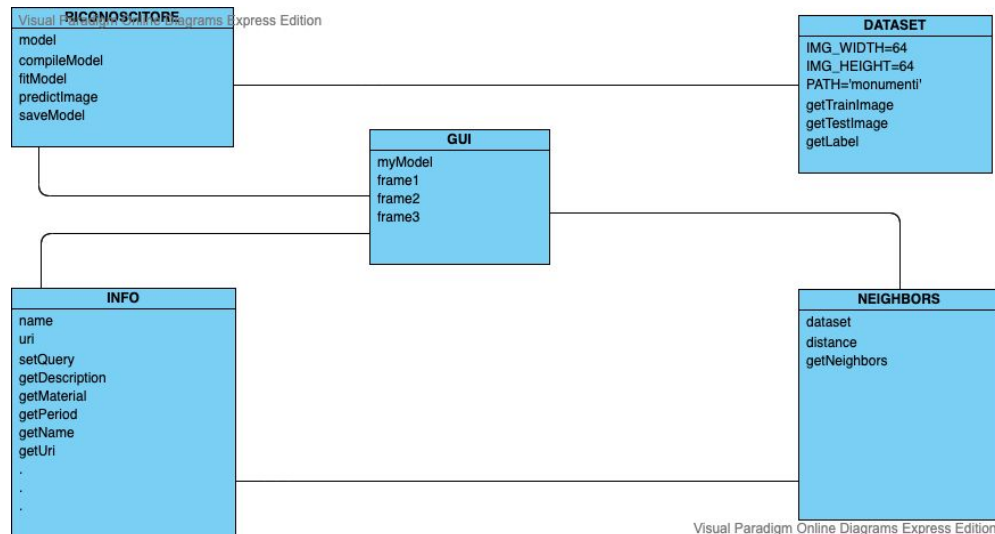 Visual Paradigm Online Diagrams Express Edition
RICONOSCITORE
model
compileModel
fitModel
predictImage
saveModel
DATASET
IMG_WIDTH=64
IMG_HEIGHT=64
PATH='monumenti'
getTrainImage
getTestImage
getLabel
GUI
myModel
frame1
frame2
frame3
INFO
name
uri
setQuery
getDescription
getMaterial
getPeriod
getName
getUri
.
.
.
NEIGHBORS
dataset
distance
getNeighbors
Visual Paradigm Online Diagrams Express Edition